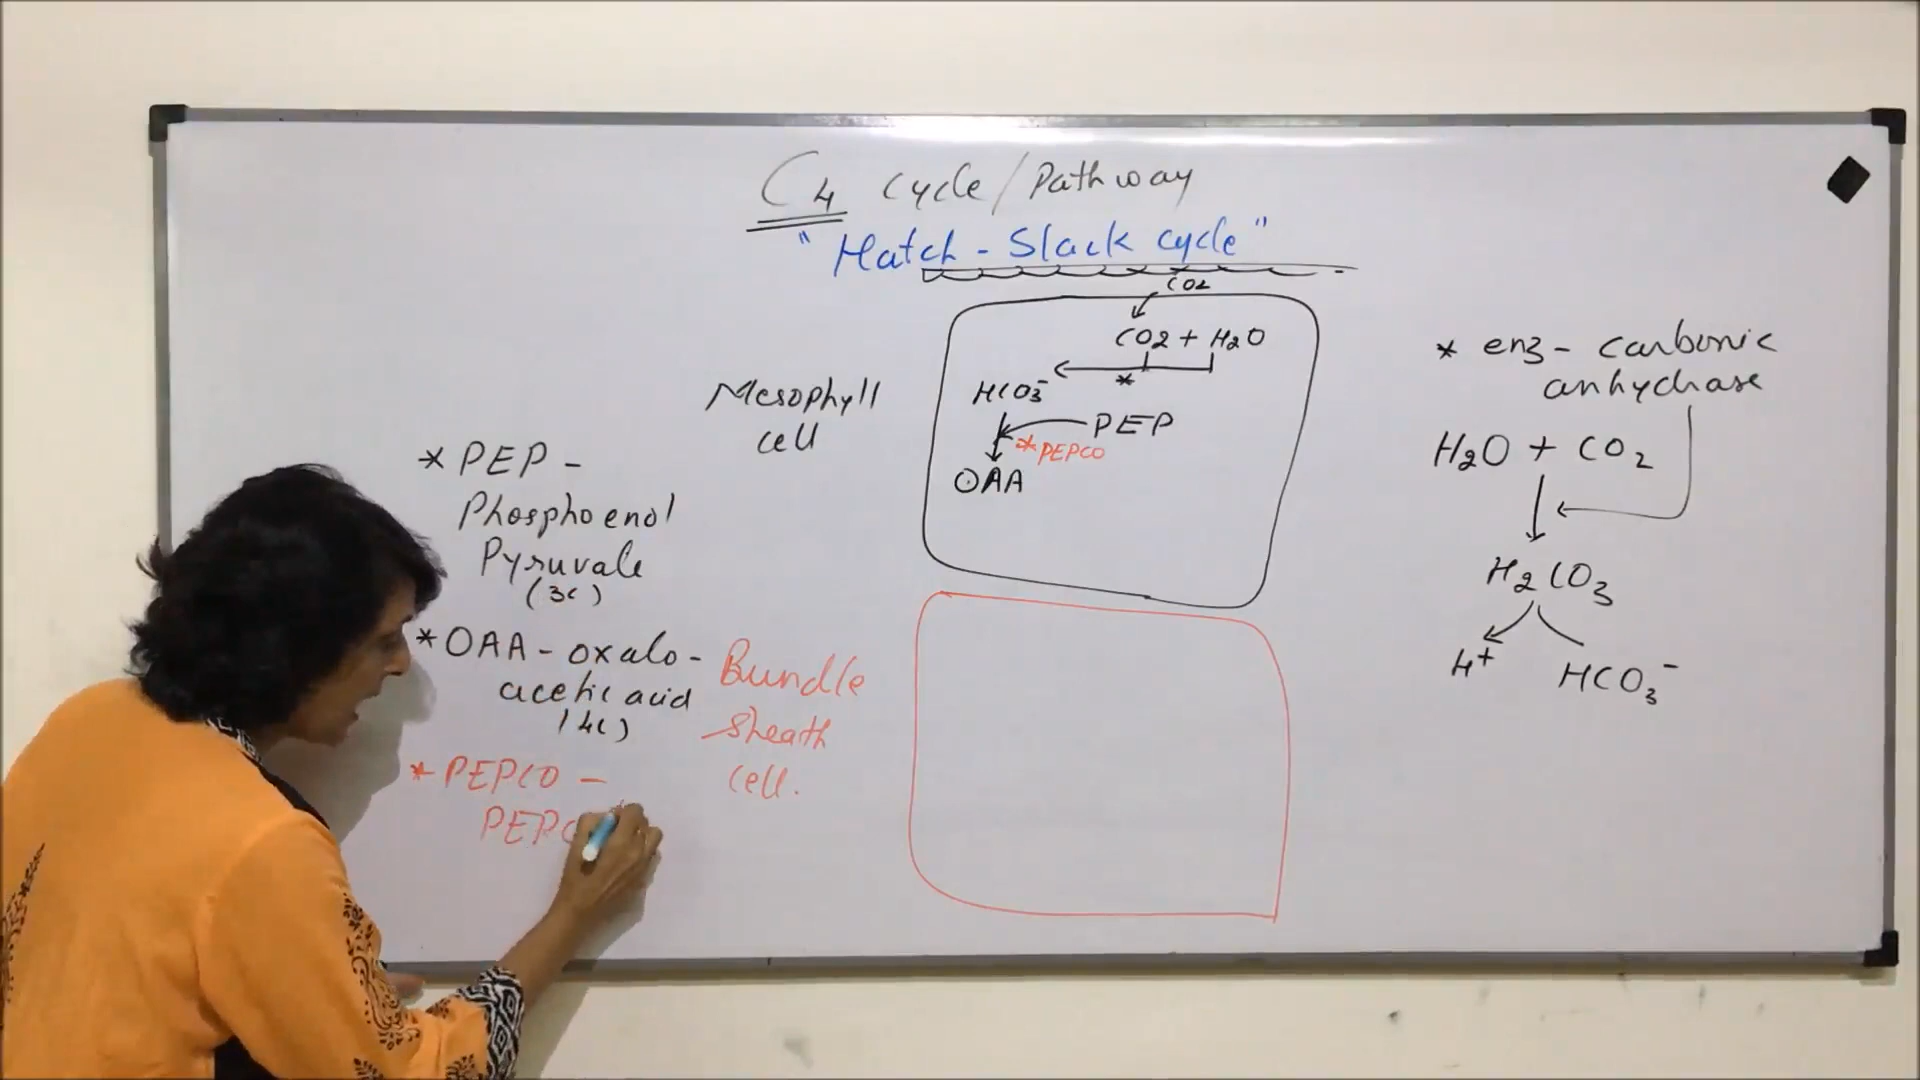 C4 cycle/Pathway
"Hatch-Slack cycle"
CO2
CO2 + H2O
*
HCO3-
PEP
*PEPCO
OAA
Mesophyll
cell
*PEP -
Phosphoenol
Pyruvate
(3C)
*OAA - oxalo-
acetic acid
(4C)
*PEPCO -
PEPC
Bundle
sheath
cell.
* enz - carbonic
anhydrase
H2O + CO2
H2CO3
H+
HCO3-